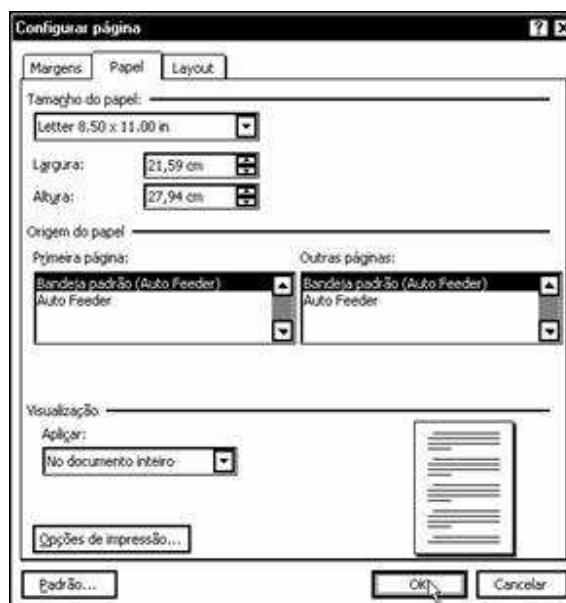 Configurar página
Margens Papel Layout
Tamanho do papel:
Letter 8.50 x 11.00 in
Largura: 21,59 cm
Altura: 27,94 cm
Origem do papel
Primeira página: Outras páginas:
Bandeja padrão (Auto Feeder) Bandeja padrão (Auto Feeder)
Auto Feeder Auto Feeder
Visualização
Aplicar:
No documento inteiro
Opções de impressão...
Padrão... OK Cancelar